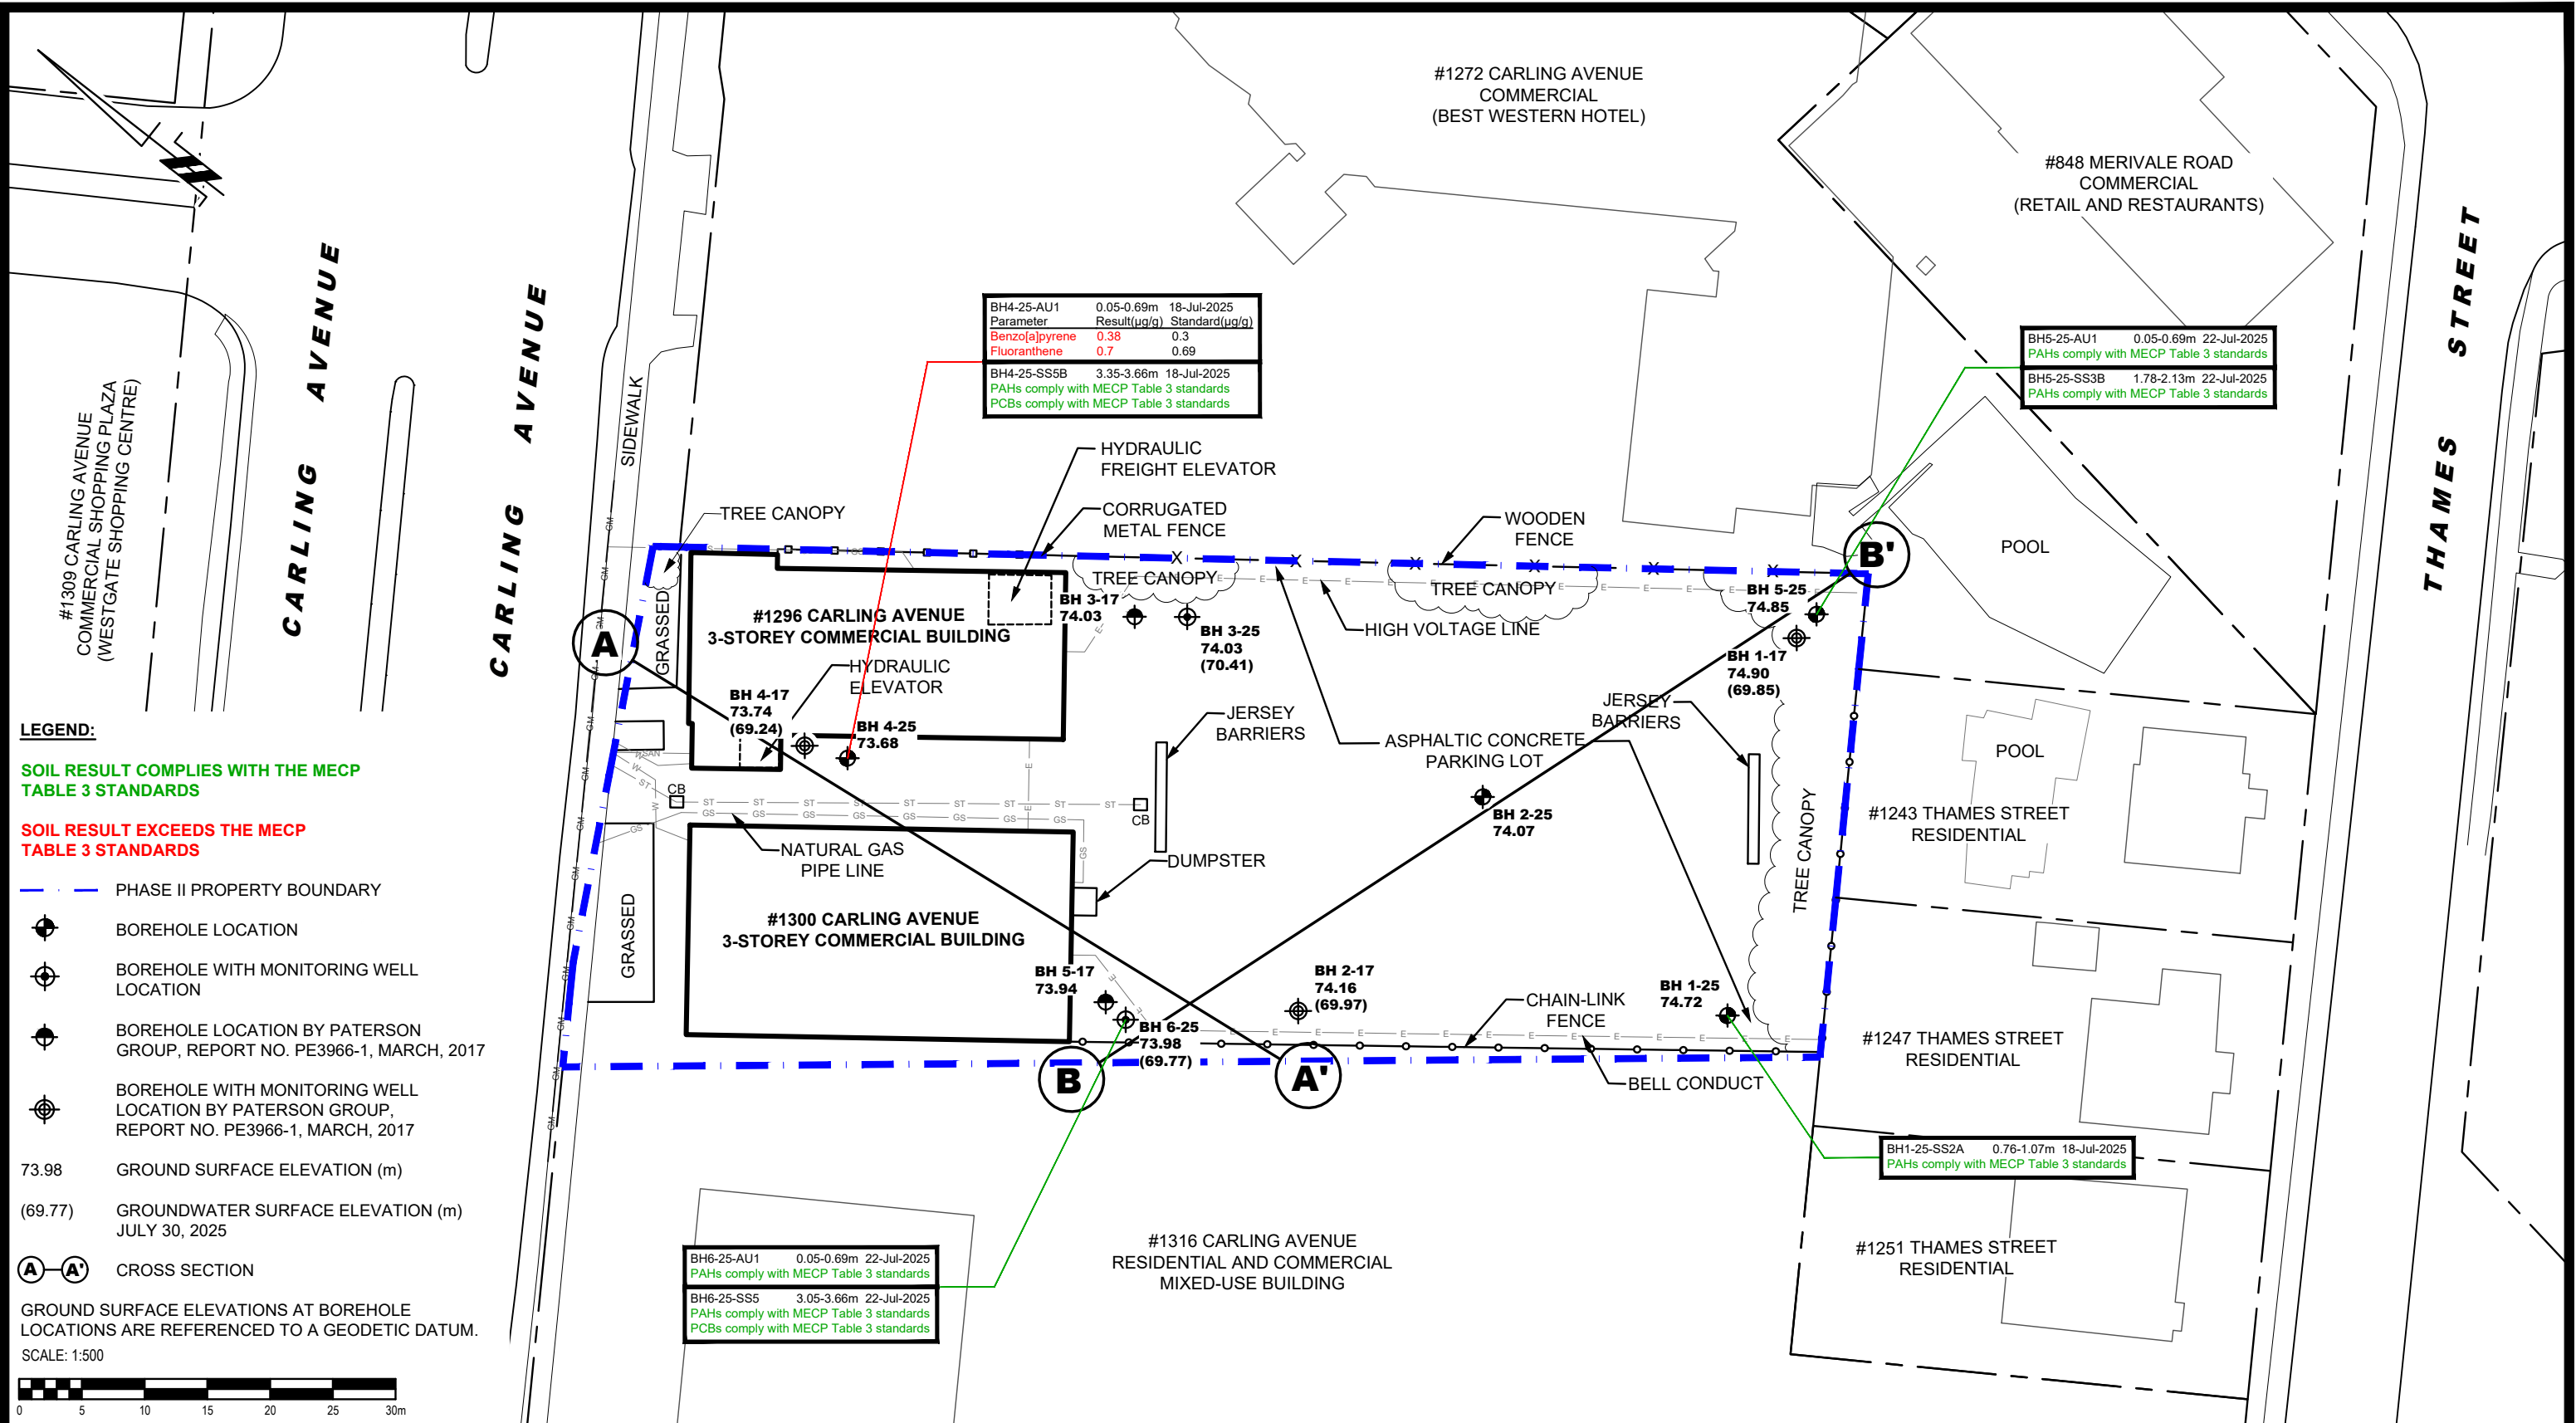 #1272 CARLING AVENUE
COMMERCIAL
(BEST WESTERN HOTEL)
#848 MERIVALE ROAD
COMMERCIAL
(RETAIL AND RESTAURANTS)
CARLING AVENUE
CARLING AVENUE
THAMES STREET
THAMES STREET
#1309 CARLING AVENUE
COMMERCIAL SHOPPING PLAZA
(WESTGATE SHOPPING CENTRE)
SIDEWALK
BH4-25-AU1 0.05-0.69m 18-Jul-2025
Parameter Result(µg/g) Standard(µg/g)
Benzo[a]pyrene 0.38 0.3
Fluoranthene 0.7 0.69
BH4-25-SS5B 3.35-3.66m 18-Jul-2025
PAHs comply with MECP Table 3 standards
PCBs comply with MECP Table 3 standards
BH5-25-AU1 0.05-0.69m 22-Jul-2025
PAHs comply with MECP Table 3 standards
BH5-25-SS3B 1.78-2.13m 22-Jul-2025
PAHs comply with MECP Table 3 standards
HYDRAULIC
FREIGHT ELEVATOR
CORRUGATED
METAL FENCE
TREE CANOPY
WOODEN
FENCE
POOL
B'
TREE CANOPY
TREE CANOPY
BH 3-17
74.03
BH 3-25
74.03
(70.41)
HIGH VOLTAGE LINE
BH 5-25
74.85
BH 1-17
74.90
(69.85)
#1296 CARLING AVENUE
3-STOREY COMMERCIAL BUILDING
A
GRASSED
HYDRAULIC
ELEVATOR
BH 4-17
73.74
(69.24)
BH 4-25
73.68
JERSEY
BARRIERS
JERSEY
BARRIERS
ASPHALTIC CONCRETE
PARKING LOT
POOL
CB
CB
BH 2-25
74.07
TREE CANOPY
#1243 THAMES STREET
RESIDENTIAL
NATURAL GAS
PIPE LINE
DUMPSTER
#1300 CARLING AVENUE
3-STOREY COMMERCIAL BUILDING
GRASSED
BH 5-17
73.94
BH 6-25
73.98
(69.77)
BH 2-17
74.16
(69.97)
BH 1-25
74.72
CHAIN-LINK
FENCE
BELL CONDUCT
B
A'
#1247 THAMES STREET
RESIDENTIAL
BH1-25-SS2A 0.76-1.07m 18-Jul-2025
PAHs comply with MECP Table 3 standards
#1316 CARLING AVENUE
RESIDENTIAL AND COMMERCIAL
MIXED-USE BUILDING
#1251 THAMES STREET
RESIDENTIAL
BH6-25-AU1 0.05-0.69m 22-Jul-2025
PAHs comply with MECP Table 3 standards
BH6-25-SS5 3.05-3.66m 22-Jul-2025
PAHs comply with MECP Table 3 standards
PCBs comply with MECP Table 3 standards
LEGEND:
SOIL RESULT COMPLIES WITH THE MECP
TABLE 3 STANDARDS
SOIL RESULT EXCEEDS THE MECP
TABLE 3 STANDARDS
PHASE II PROPERTY BOUNDARY
BOREHOLE LOCATION
BOREHOLE WITH MONITORING WELL
LOCATION
BOREHOLE LOCATION BY PATERSON
GROUP, REPORT NO. PE3966-1, MARCH, 2017
BOREHOLE WITH MONITORING WELL
LOCATION BY PATERSON GROUP,
REPORT NO. PE3966-1, MARCH, 2017
73.98 GROUND SURFACE ELEVATION (m)
(69.77) GROUNDWATER SURFACE ELEVATION (m)
JULY 30, 2025
A A' CROSS SECTION
GROUND SURFACE ELEVATIONS AT BOREHOLE
LOCATIONS ARE REFERENCED TO A GEODETIC DATUM.
SCALE: 1:500
0 5 10 15 20 25 30m